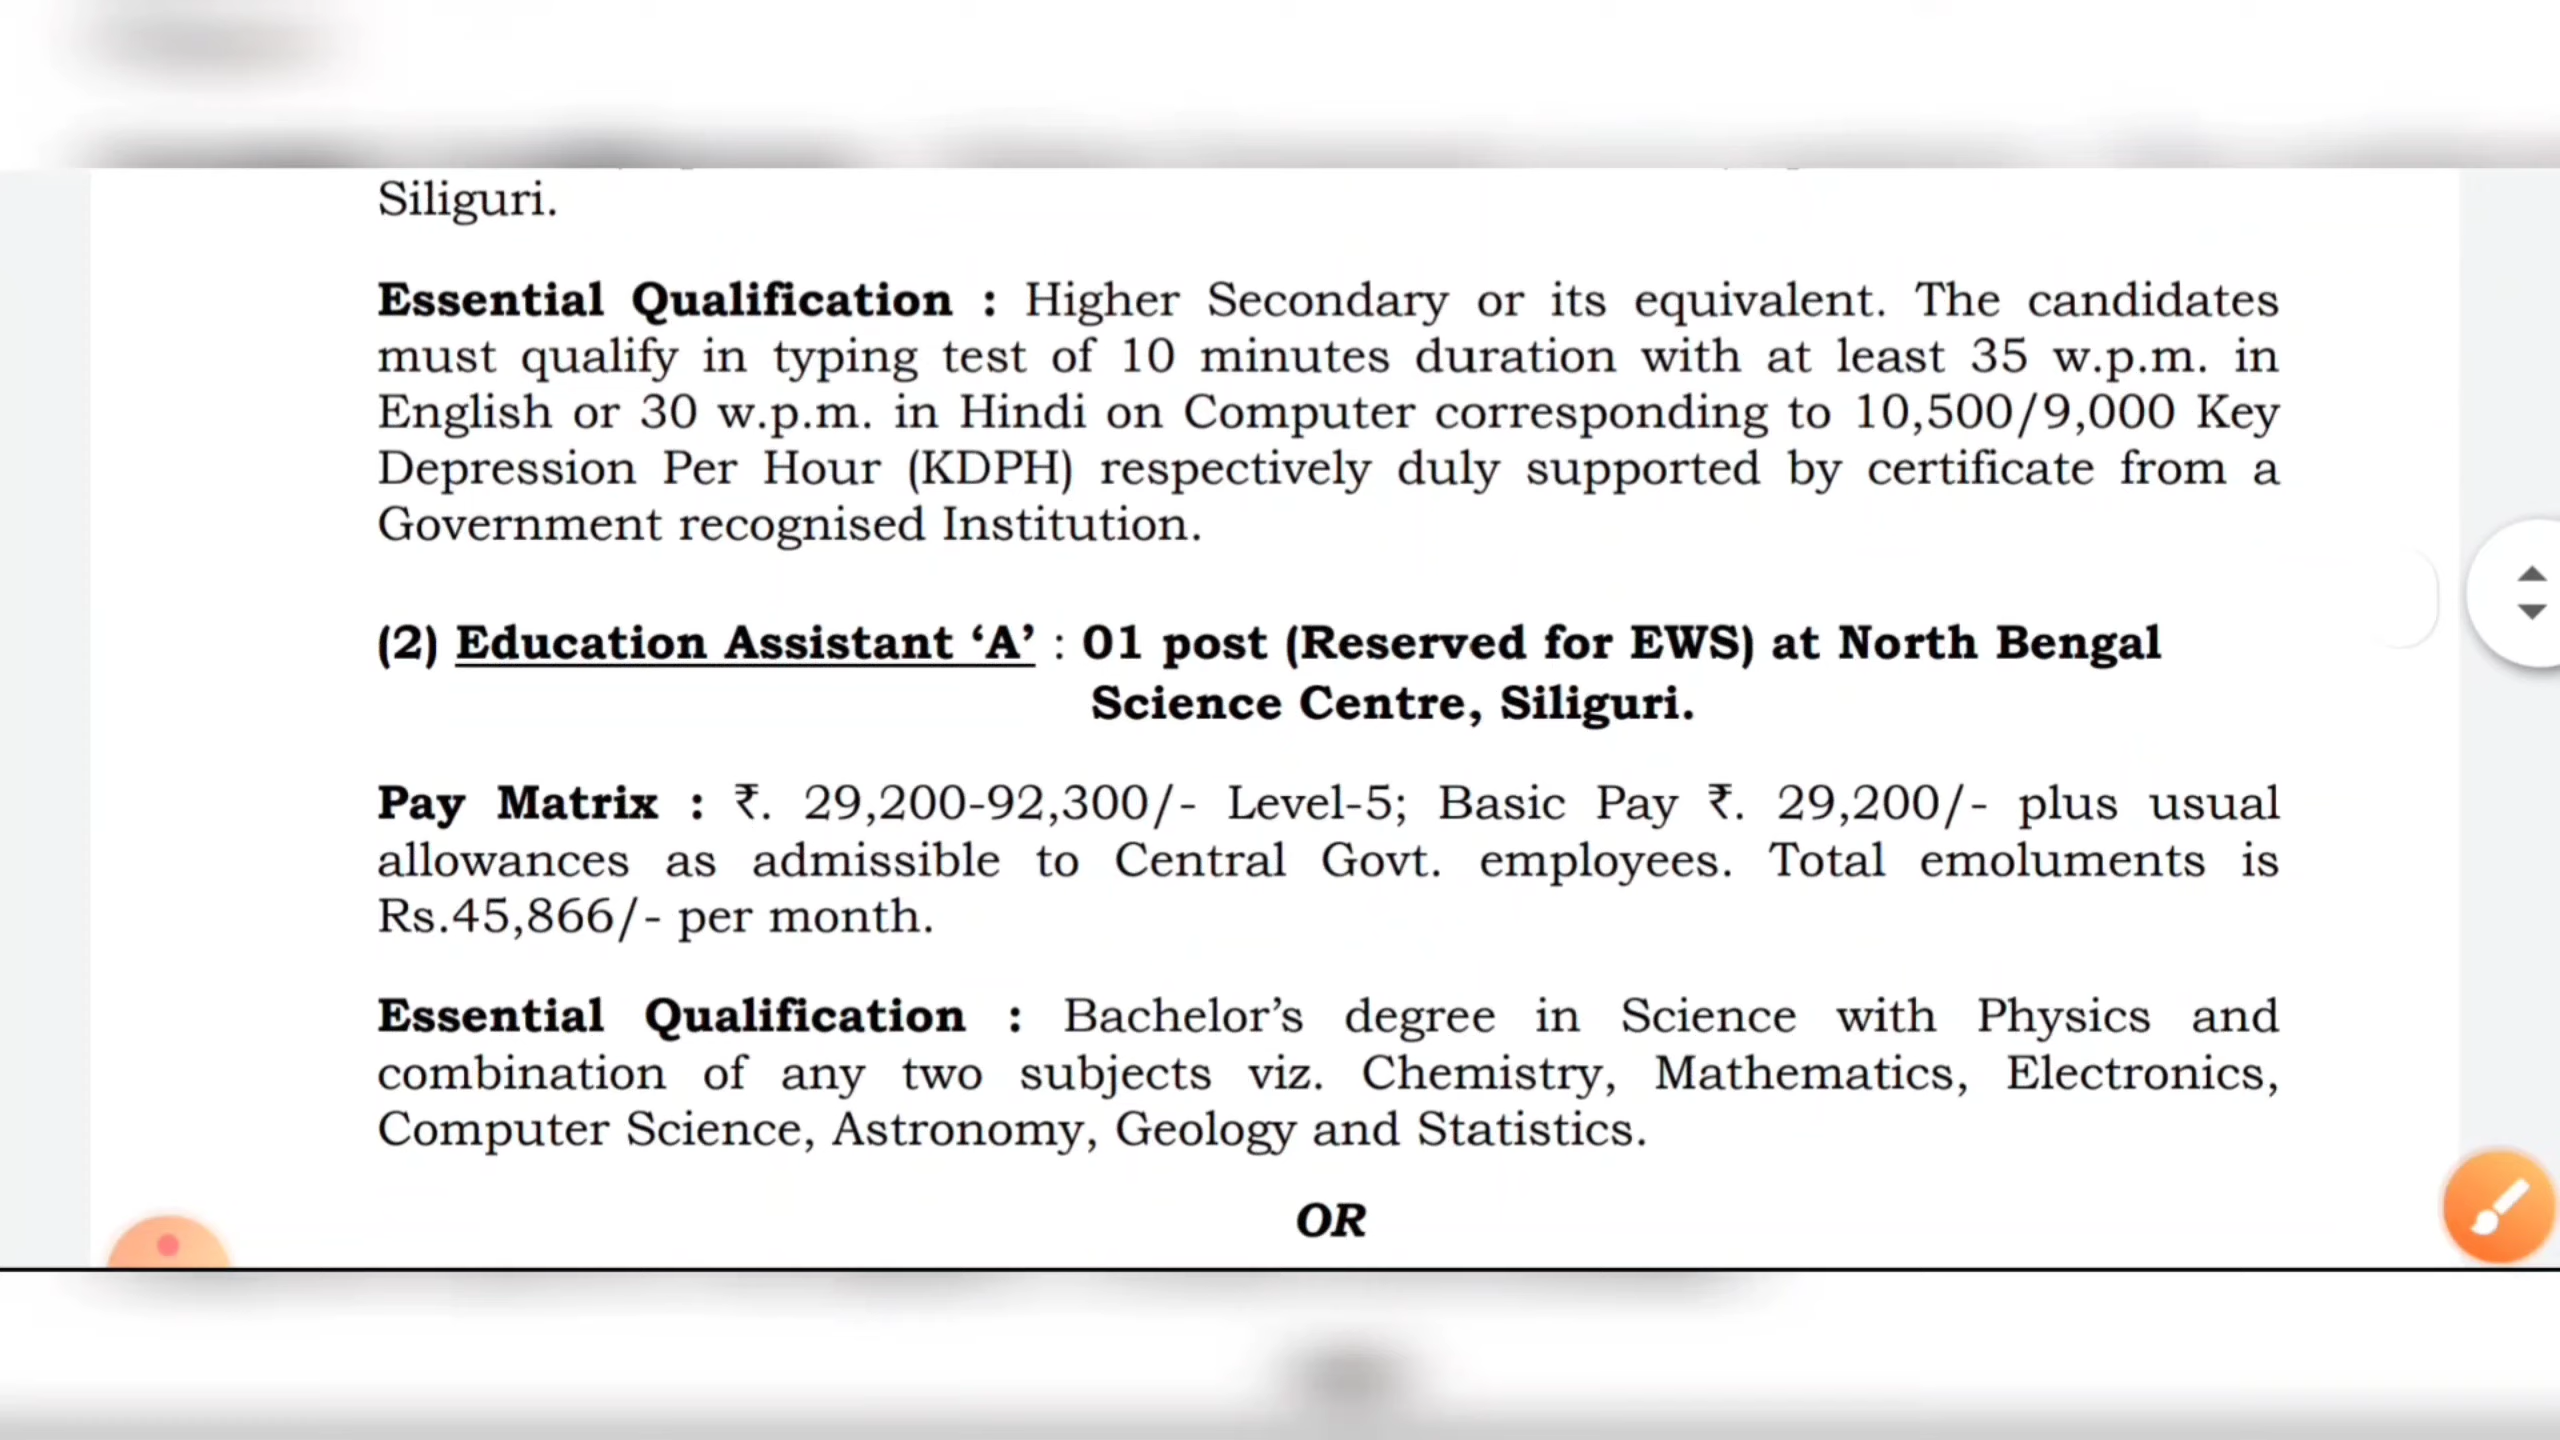 Siliguri.
Essential Qualification : Higher Secondary or its equivalent. The candidates
must qualify in typing test of 10 minutes duration with at least 35 w.p.m. in
English or 30 w.p.m. in Hindi on Computer corresponding to 10,500/9,000 Key
Depression Per Hour (KDPH) respectively duly supported by certificate from a
Government recognised Institution.
(2) Education Assistant ‘A’ : 01 post (Reserved for EWS) at North Bengal
Science Centre, Siliguri.
Pay Matrix : ₹. 29,200-92,300/- Level-5; Basic Pay ₹. 29,200/- plus usual
allowances as admissible to Central Govt. employees. Total emoluments is
Rs.45,866/- per month.
Essential Qualification : Bachelor’s degree in Science with Physics and
combination of any two subjects viz. Chemistry, Mathematics, Electronics,
Computer Science, Astronomy, Geology and Statistics.
OR